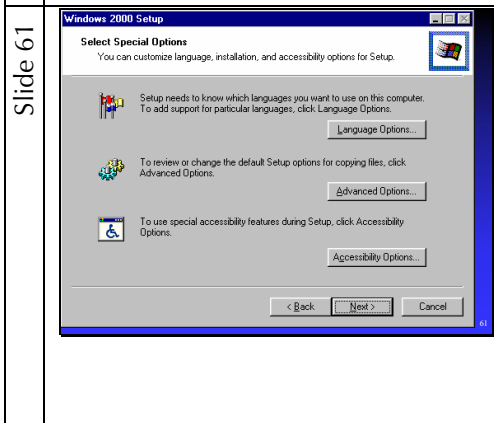 Slide 61
Windows 2000 Setup
Select Special Options
You can customize language, installation, and accessibility options for Setup.
Setup needs to know which languages you want to use on this computer.
To add support for particular languages, click Language Options.
Language Options...
To review or change the default Setup options for copying files, click
Advanced Options.
Advanced Options...
To use special accessibility features during Setup, click Accessibility
Options.
Accessibility Options...
< Back
Next >
Cancel
61